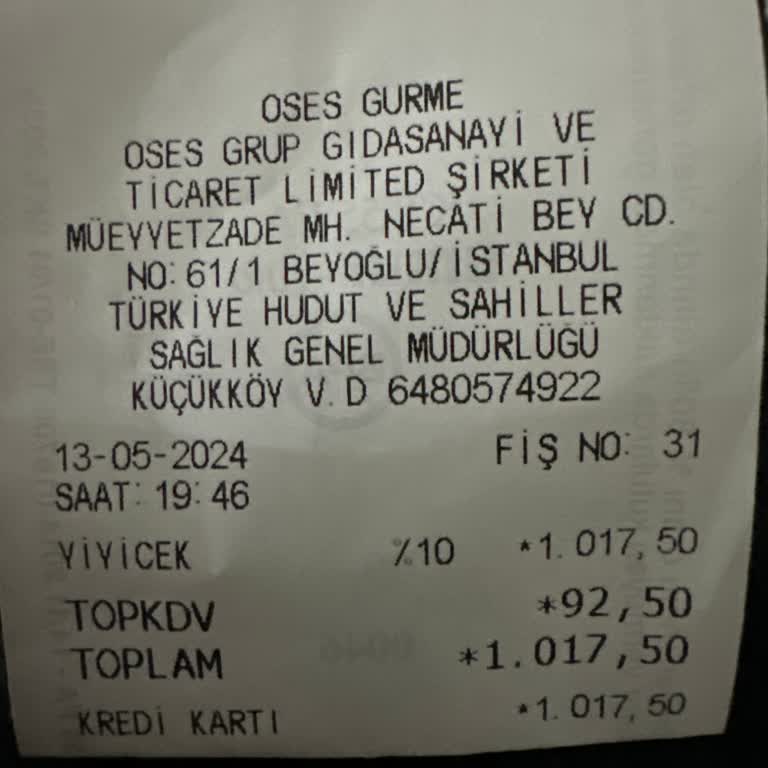 OSES GURME
OSES GRUP GIDASANAYİ VE
TİCARET LİMİTED ŞİRKETİ
MÜEYYETZADE MH. NECATİ BEY CD.
NO: 61/1 BEYOĞLU/İSTANBUL
TÜRKİYE HUDUT VE SAHİLLER
SAĞLIK GENEL MÜDÜRLÜĞÜ
KÜÇÜKKÖY V.D 6480574922
13-05-2024 FİŞ NO: 31
SAAT: 19:46
YİYİCEK %10 *1.017,50
TOPKDV *92,50
TOPLAM *1.017,50
KREDİ KARTI *1.017,50